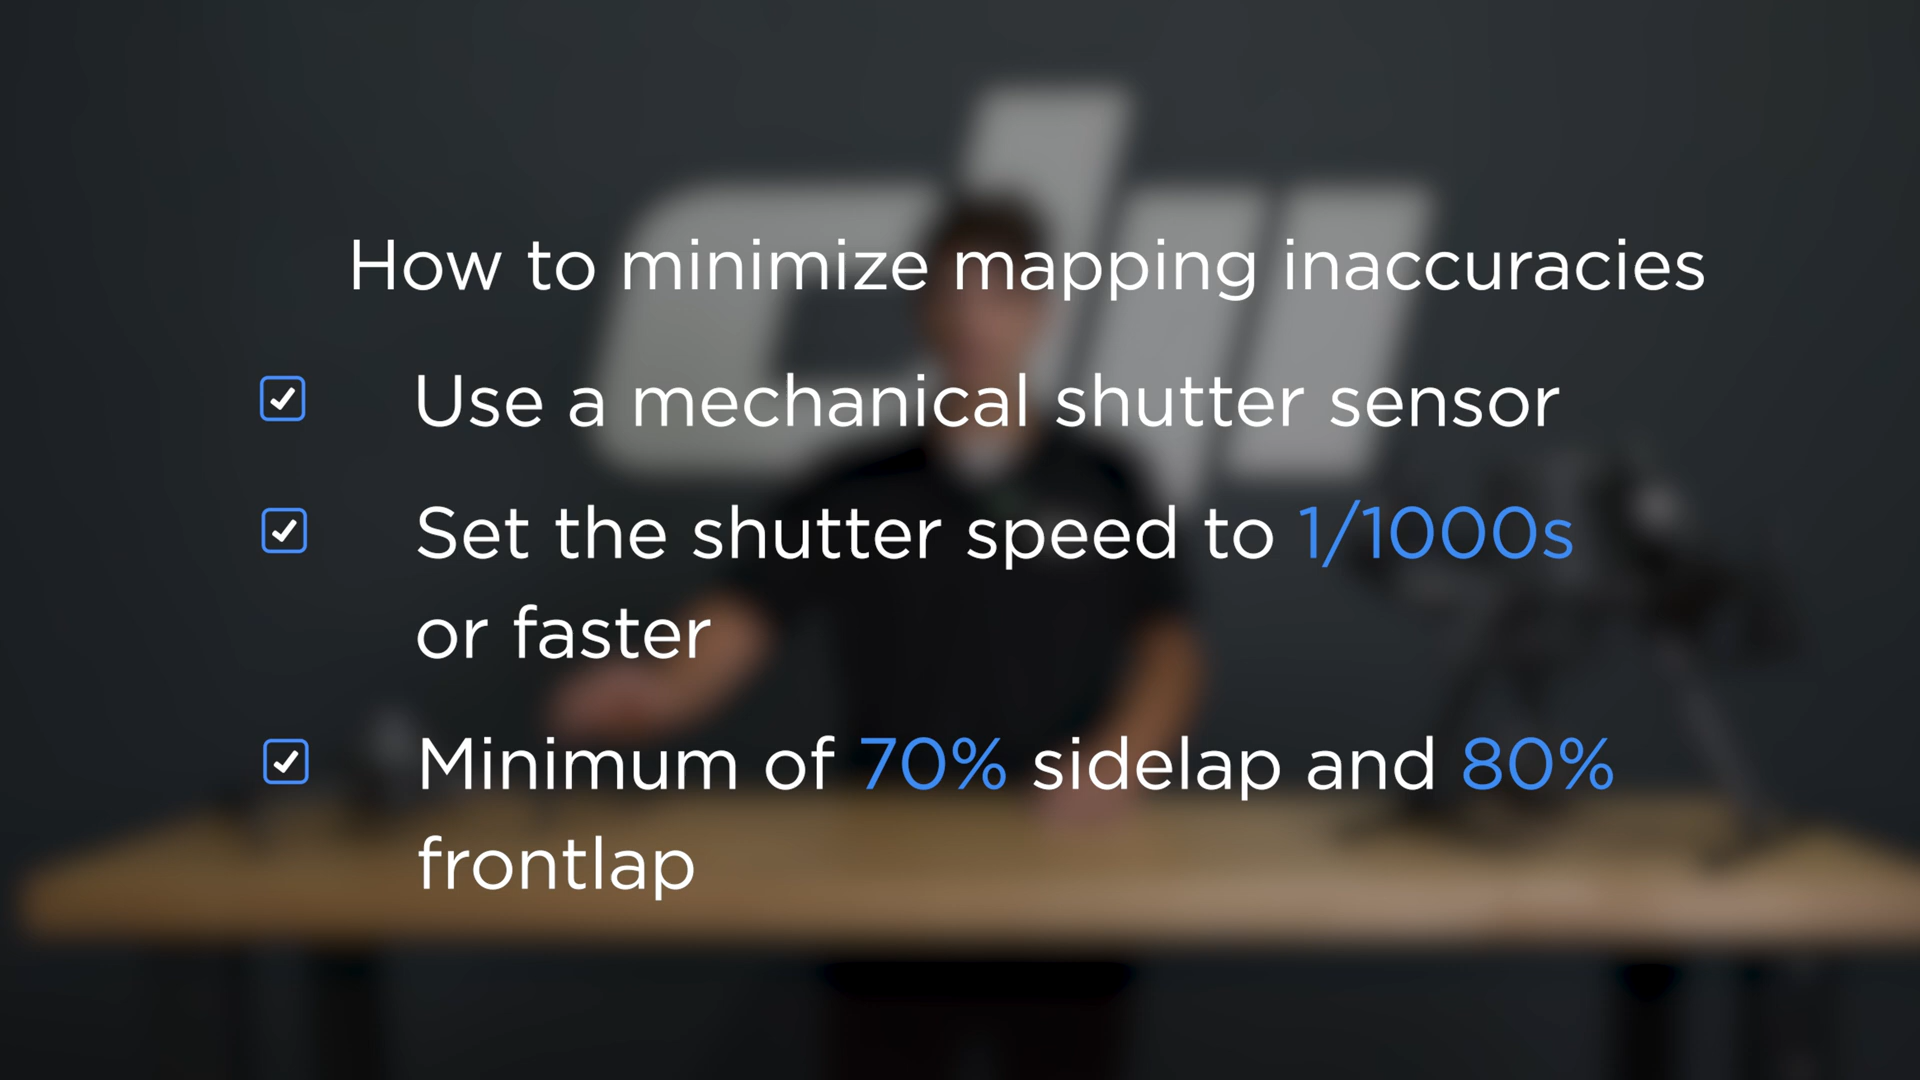 dji
How to minimize mapping inaccuracies
Use a mechanical shutter sensor
Set the shutter speed to 1/1000s
or faster
Minimum of 70% sidelap and 80%
frontlap